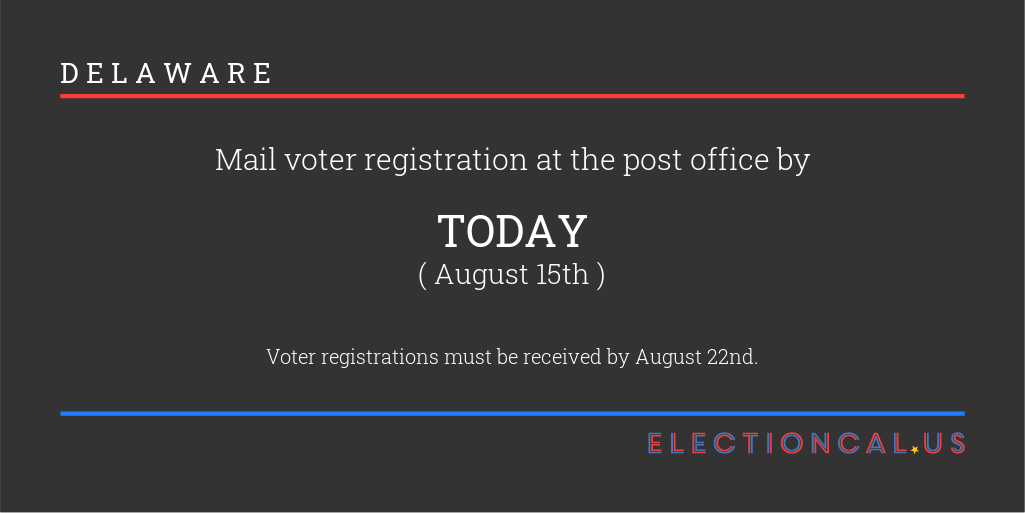 DELAWARE
Mail voter registration at the post office by
TODAY
( August 15th )
Voter registrations must be received by August 22nd.
ELECTIONCAL.US